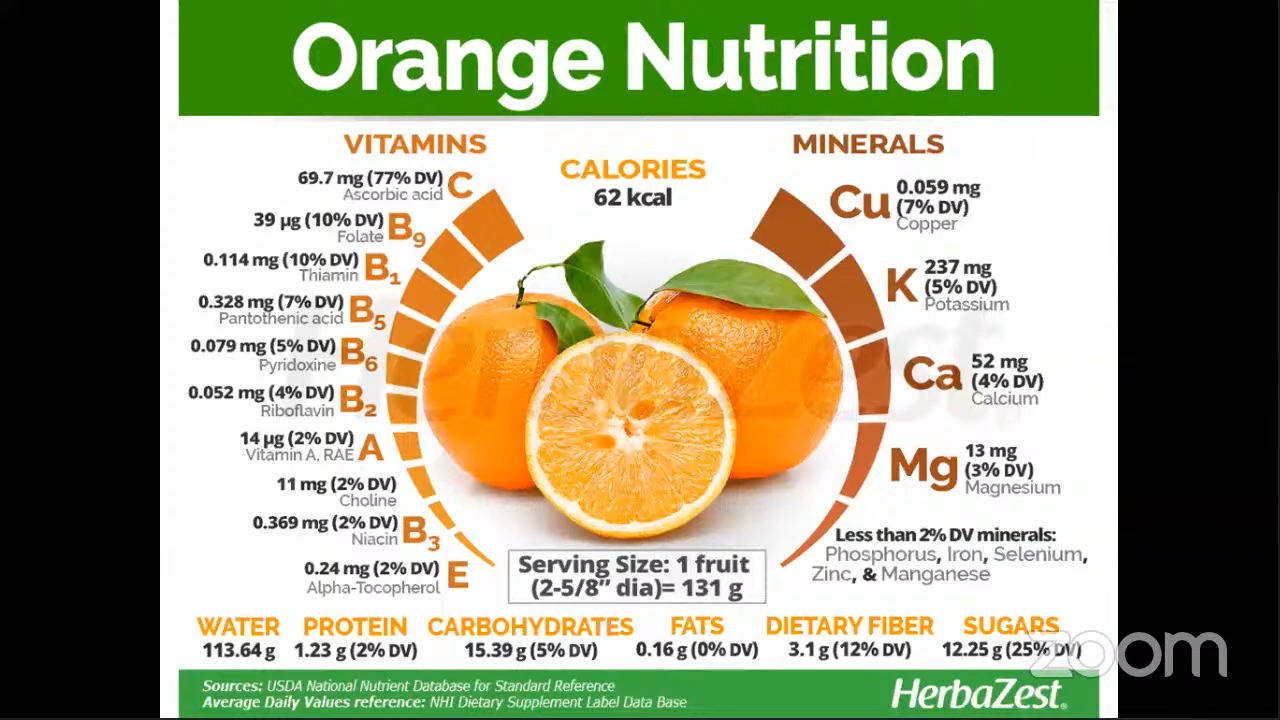 Orange Nutrition
VITAMINS
CALORIES
62 kcal
MINERALS
69.7 mg (77% DV)
Ascorbic acid
C
39 µg (10% DV)
Folate
B9
0.114 mg (10% DV)
Thiamin
B1
0.328 mg (7% DV)
Pantothenic acid
B5
0.079 mg (5% DV)
Pyridoxine
B6
0.052 mg (4% DV)
Riboflavin
B2
14 µg (2% DV)
Vitamin A, RAE
A
11 mg (2% DV)
Choline
0.369 mg (2% DV)
Niacin
B3
0.24 mg (2% DV)
Alpha-Tocopherol
E
Cu
0.059 mg
(7% DV)
Copper
K
237 mg
(5% DV)
Potassium
Ca
52 mg
(4% DV)
Calcium
Mg
13 mg
(3% DV)
Magnesium
Less than 2% DV minerals:
Phosphorus, Iron, Selenium,
Zinc, & Manganese
HerbaZest
Serving Size: 1 fruit
(2-5/8” dia)= 131 g
WATER
113.64 g
PROTEIN
1.23 g (2% DV)
CARBOHYDRATES
15.39 g (5% DV)
FATS
0.16 g (0% DV)
DIETARY FIBER
3.1 g (12% DV)
SUGARS
12.25 g (25% DV)
zoom
Sources: USDA National Nutrient Database for Standard Reference
Average Daily Values reference: NHI Dietary Supplement Label Data Base
HerbaZest®